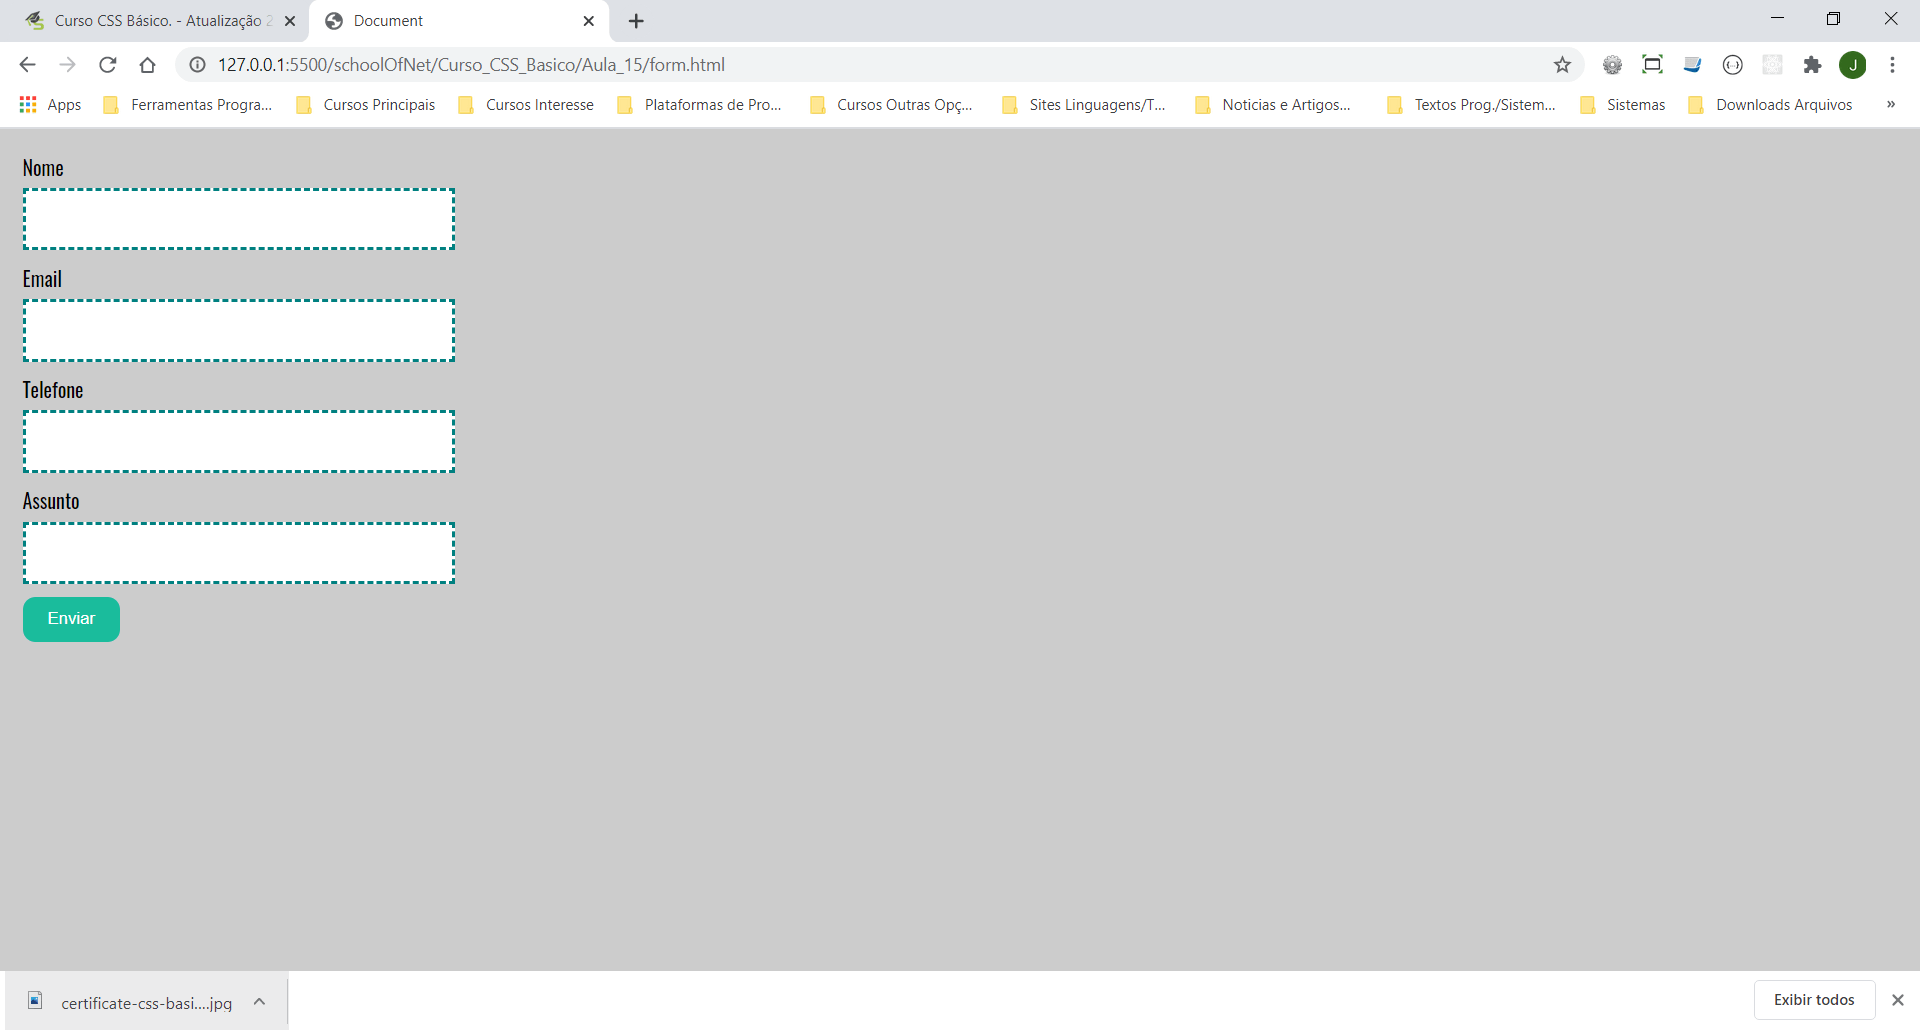 Curso CSS Básico. - Atualização 2
Document
127.0.0.1:5500/schoolOfNet/Curso_CSS_Basico/Aula_15/form.html
J
Apps
Ferramentas Progra...
Cursos Principais
Cursos Interesse
Plataformas de Pro...
Cursos Outras Opç...
Sites Linguagens/T...
Noticias e Artigos...
Textos Prog./Sistem...
Sistemas
Downloads Arquivos
»
Nome
Email
Telefone
Assunto
Enviar
certificate-css-basi....jpg
Exibir todos